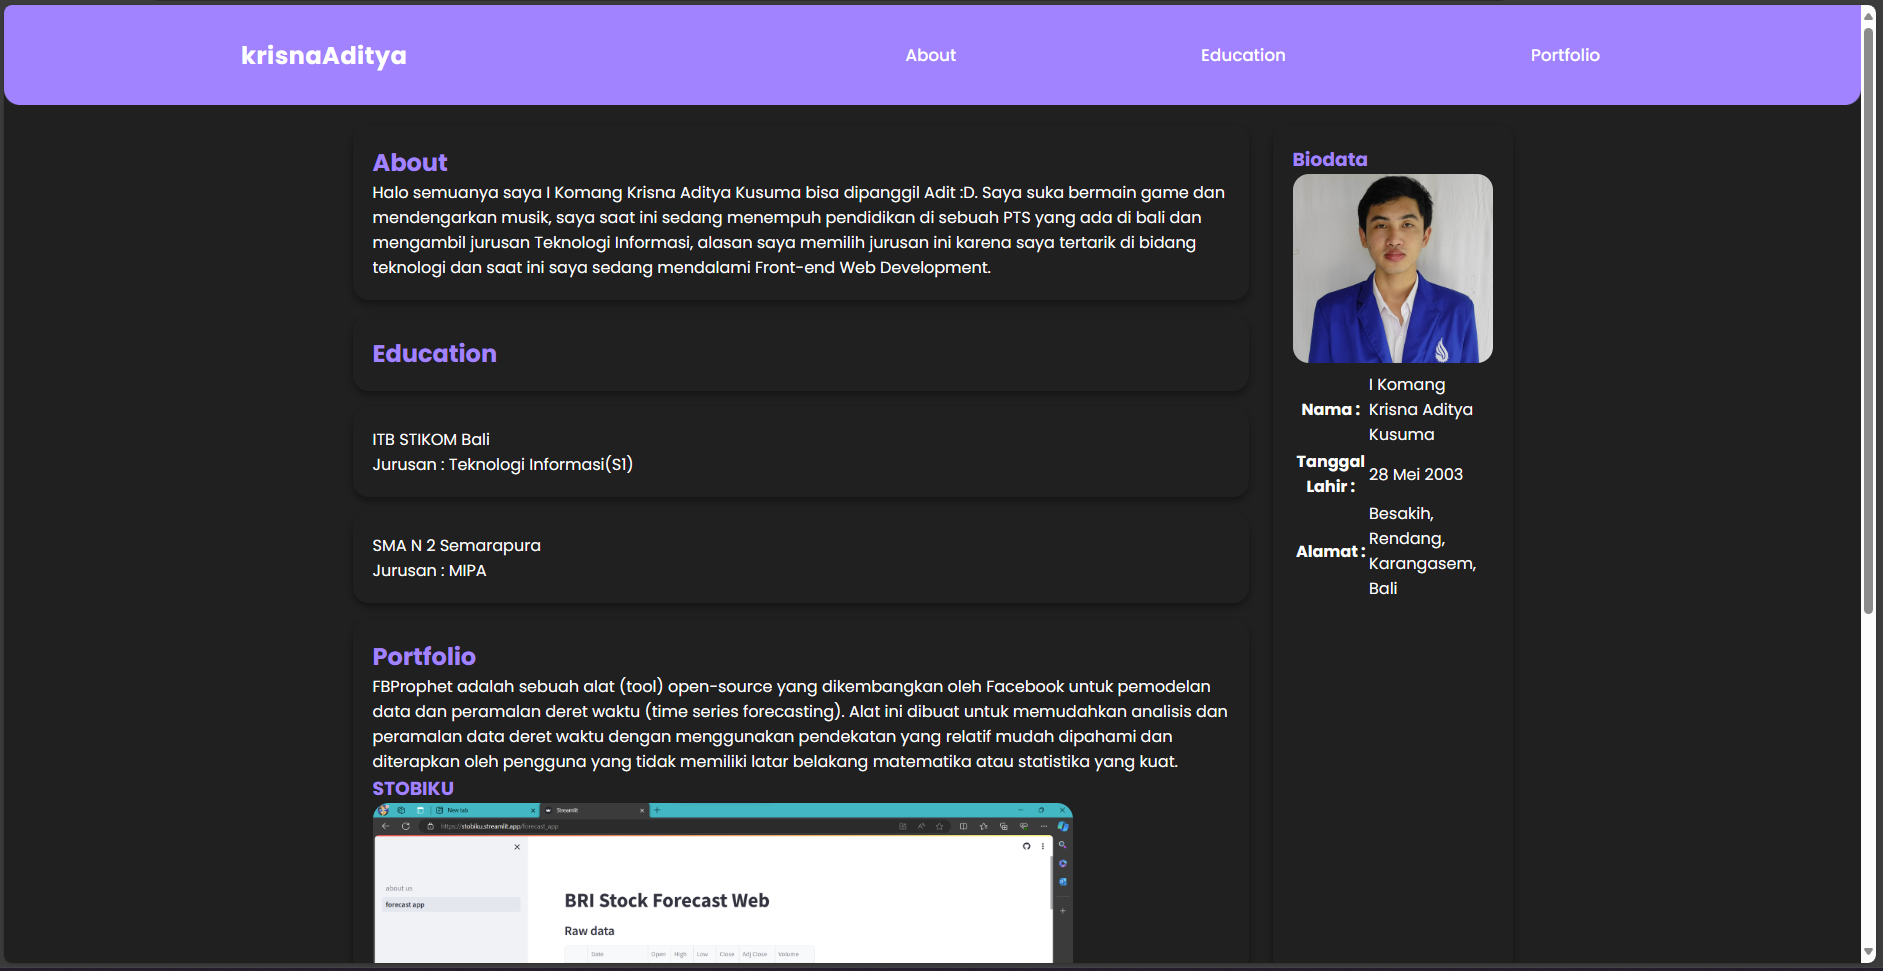 krisnaAditya
About
Education
Portfolio
About
Halo semuanya saya I Komang Krisna Aditya Kusuma bisa dipanggil Adit :D. Saya suka bermain game dan
mendengarkan musik, saya saat ini sedang menempuh pendidikan di sebuah PTS yang ada di bali dan
mengambil jurusan Teknologi Informasi, alasan saya memilih jurusan ini karena saya tertarik di bidang
teknologi dan saat ini saya sedang mendalami Front-end Web Development.
Education
ITB STIKOM Bali
Jurusan : Teknologi Informasi(S1)
SMA N 2 Semarapura
Jurusan : MIPA
Portfolio
FBProphet adalah sebuah alat (tool) open-source yang dikembangkan oleh Facebook untuk pemodelan
data dan peramalan deret waktu (time series forecasting). Alat ini dibuat untuk memudahkan analisis dan
peramalan data deret waktu dengan menggunakan pendekatan yang relatif mudah dipahami dan
diterapkan oleh pengguna yang tidak memiliki latar belakang matematika atau statistika yang kuat.
STOBIKU
New tab
Streamlit
https://stobiku.streamlit.app/forecast_app
about us
forecast app
BRI Stock Forecast Web
Raw data
Date Open High Low Close Adj Close Volume
Biodata
Nama : I Komang
Krisna Aditya
Kusuma
Tanggal
Lahir : 28 Mei 2003
Alamat : Besakih,
Rendang,
Karangasem,
Bali